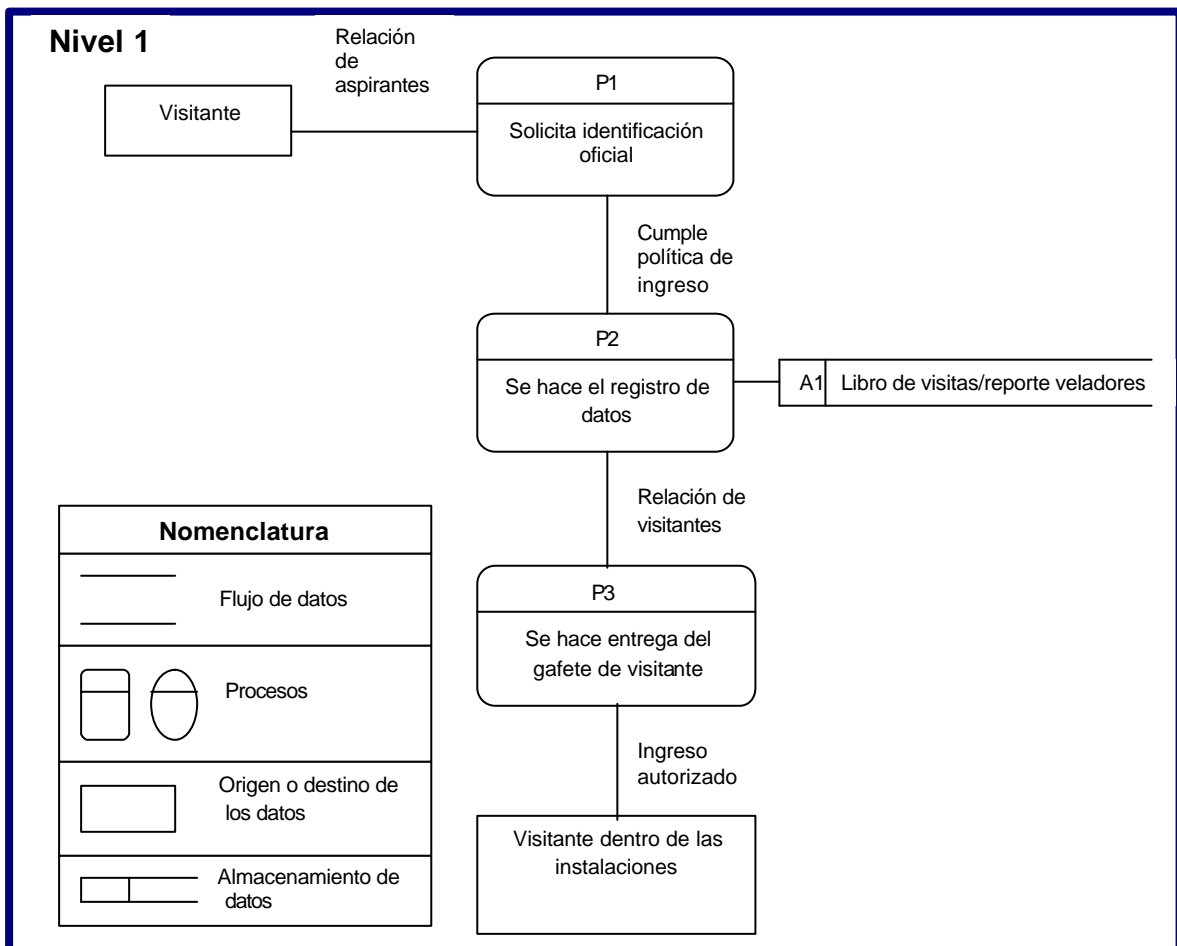 Nivel 1
Relación
de
aspirantes
Visitante
P1
Solicita identificación
oficial
Cumple
política de
ingreso
P2
Se hace el registro de
datos
A1 Libro de visitas/reporte veladores
Relación de
visitantes
P3
Se hace entrega del
gafete de visitante
Ingreso
autorizado
Visitante dentro de las
instalaciones
Nomenclatura
Flujo de datos
Procesos
Origen o destino de
los datos
Almacenamiento de
datos